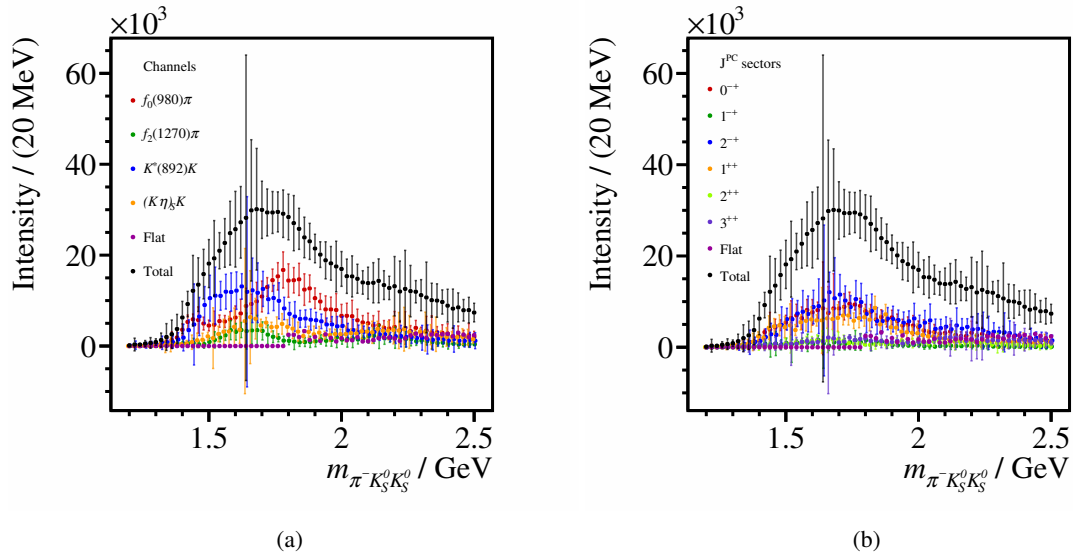 ×10³
Intensity / (20 MeV)
60
40
20
0
Channels
f₀(980)π
f₂(1270)π
K*(892)K
(Kη)ₛK
Flat
Total
1.5 2 2.5
m_{π⁻K_S⁰K_S⁰} / GeV
(a)
×10³
Intensity / (20 MeV)
60
40
20
0
J^{PC} sectors
0⁻⁺
1⁻⁺
2⁻⁺
1⁺⁺
2⁺⁺
3⁺⁺
Flat
Total
1.5 2 2.5
m_{π⁻K_S⁰K_S⁰} / GeV
(b)